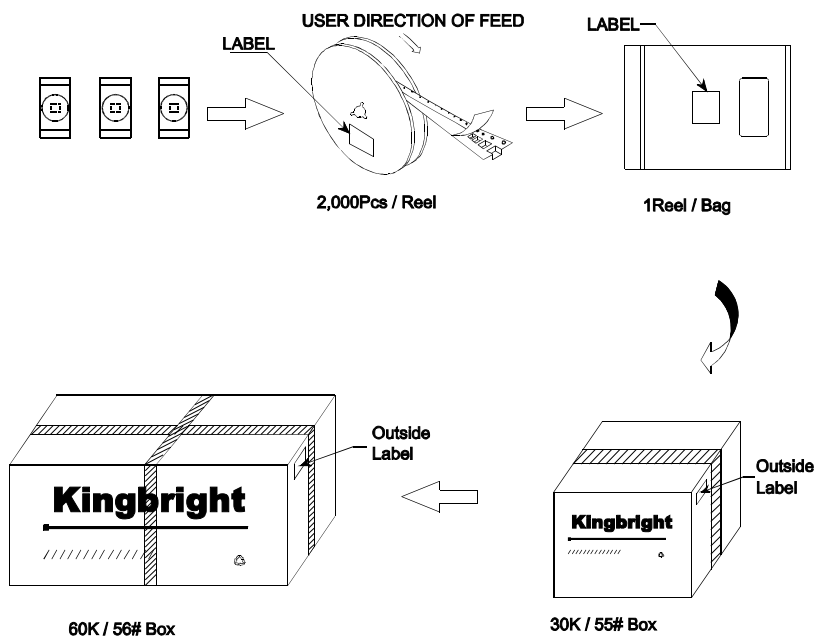 USER DIRECTION OF FEED
LABEL
LABEL
2,000Pcs / Reel
1Reel / Bag
Outside
Label
Kingbright
60K / 56# Box
Outside
Label
Kingbright
30K / 55# Box